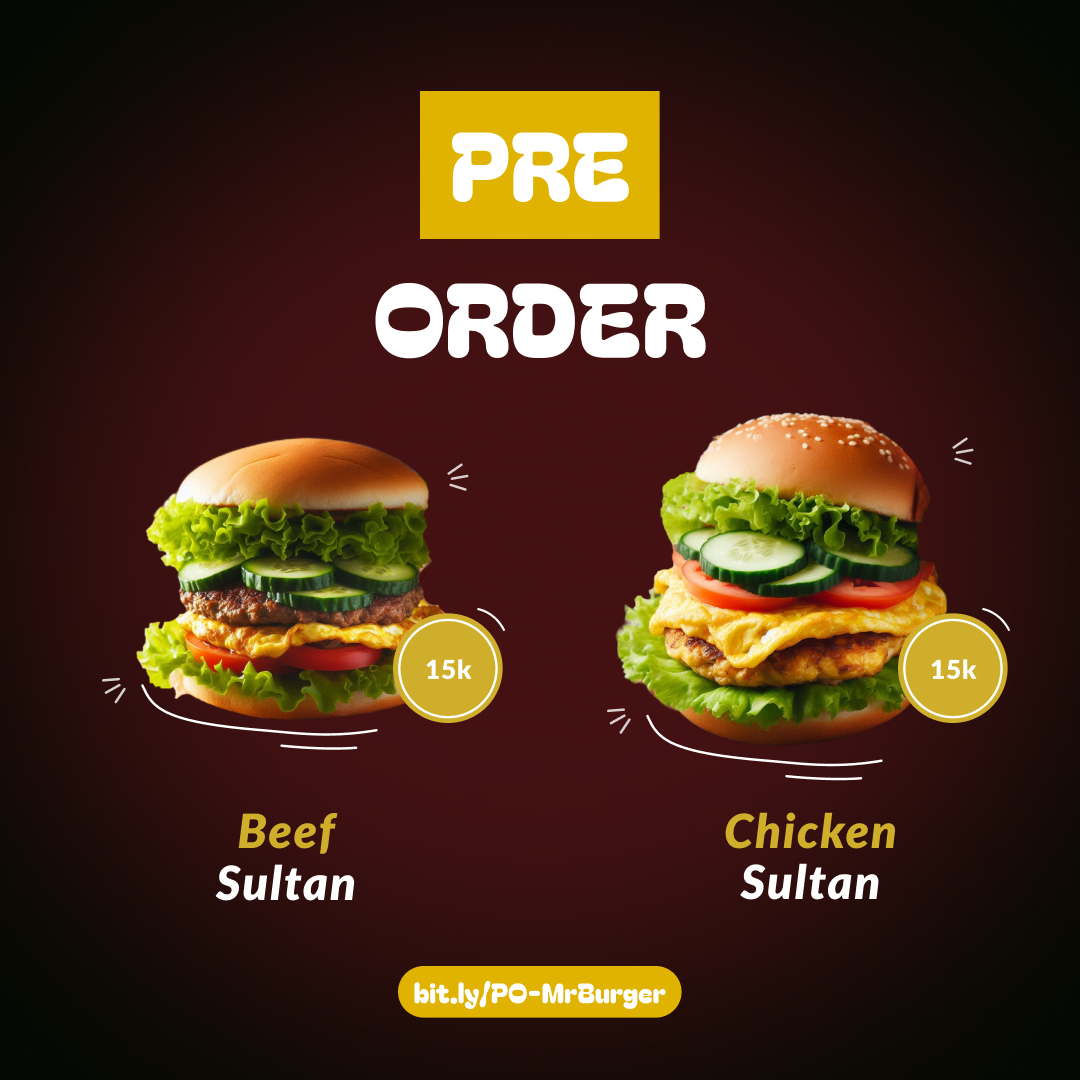 PRE
ORDER
15k
15k
Beef
Sultan
Chicken
Sultan
bit.ly/PO-MrBurger